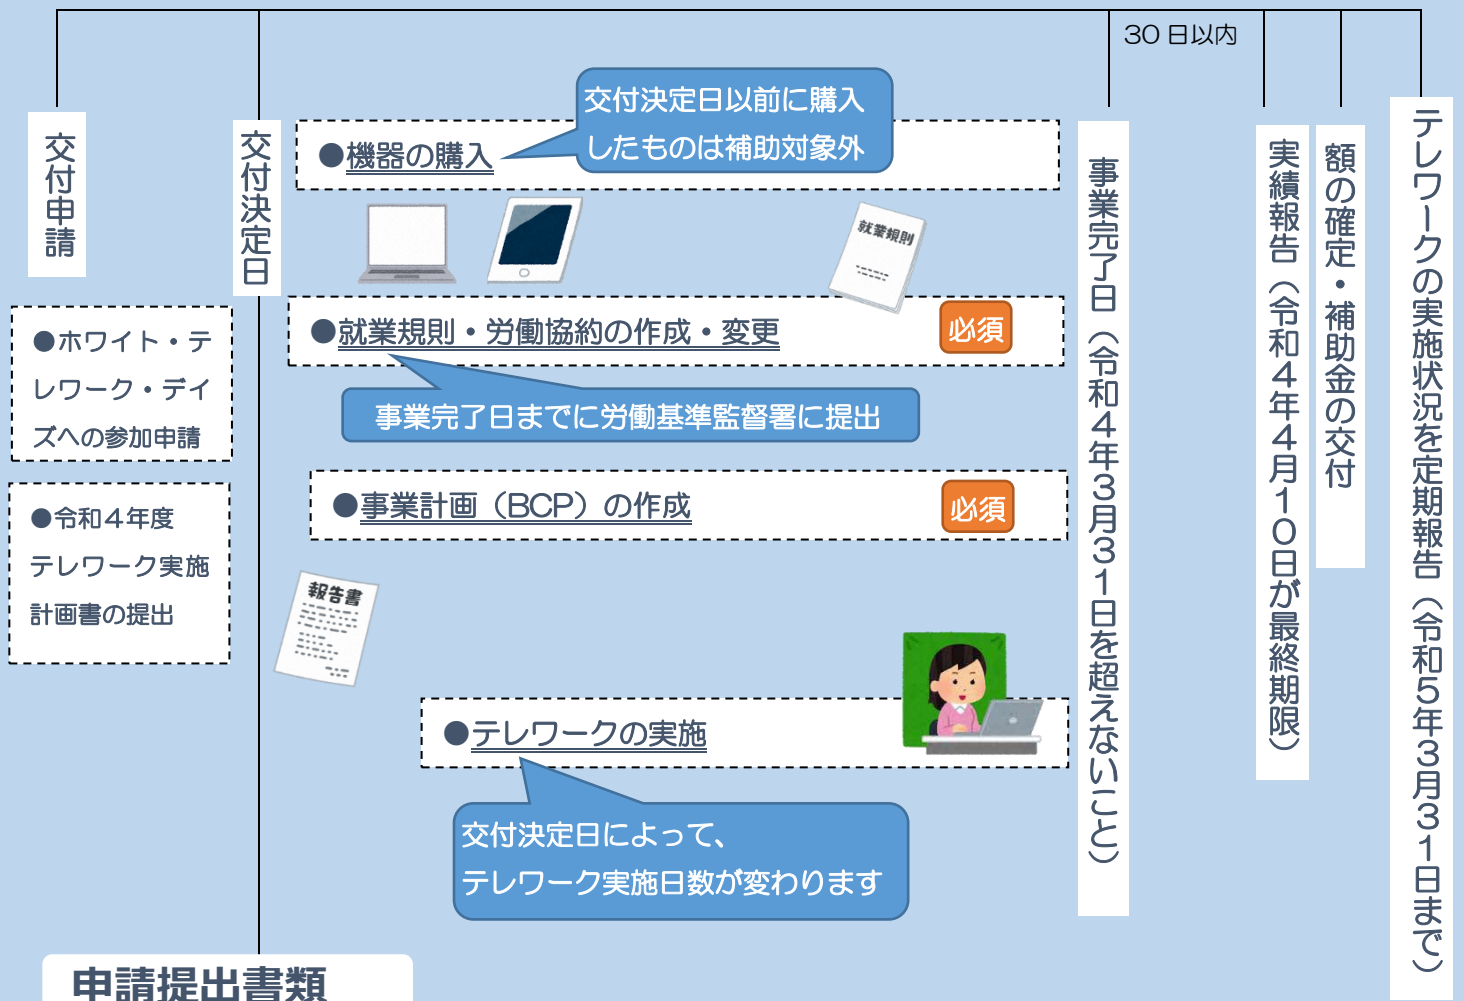 30日以内
交付申請
●ホワイト・テ
レワーク・デイ
ズへの参加申請
●令和４年度
テレワーク実施
計画書の提出
交付決定日
●機器の購入
交付決定日以前に購入
したものは補助対象外
就業規則
●就業規則・労働協約の作成・変更
必須
事業完了日までに労働基準監督署に提出
●事業計画（BCP）の作成
必須
報告書
●テレワークの実施
交付決定日によって、
テレワーク実施日数が変わります
事業完了日（令和４年３月３１日を超えないこと）
実績報告（令和４年４月１０日が最終期限）
額の確定・補助金の交付
テレワークの実施状況を定期報告（令和５年３月３１日まで）
申請提出書類